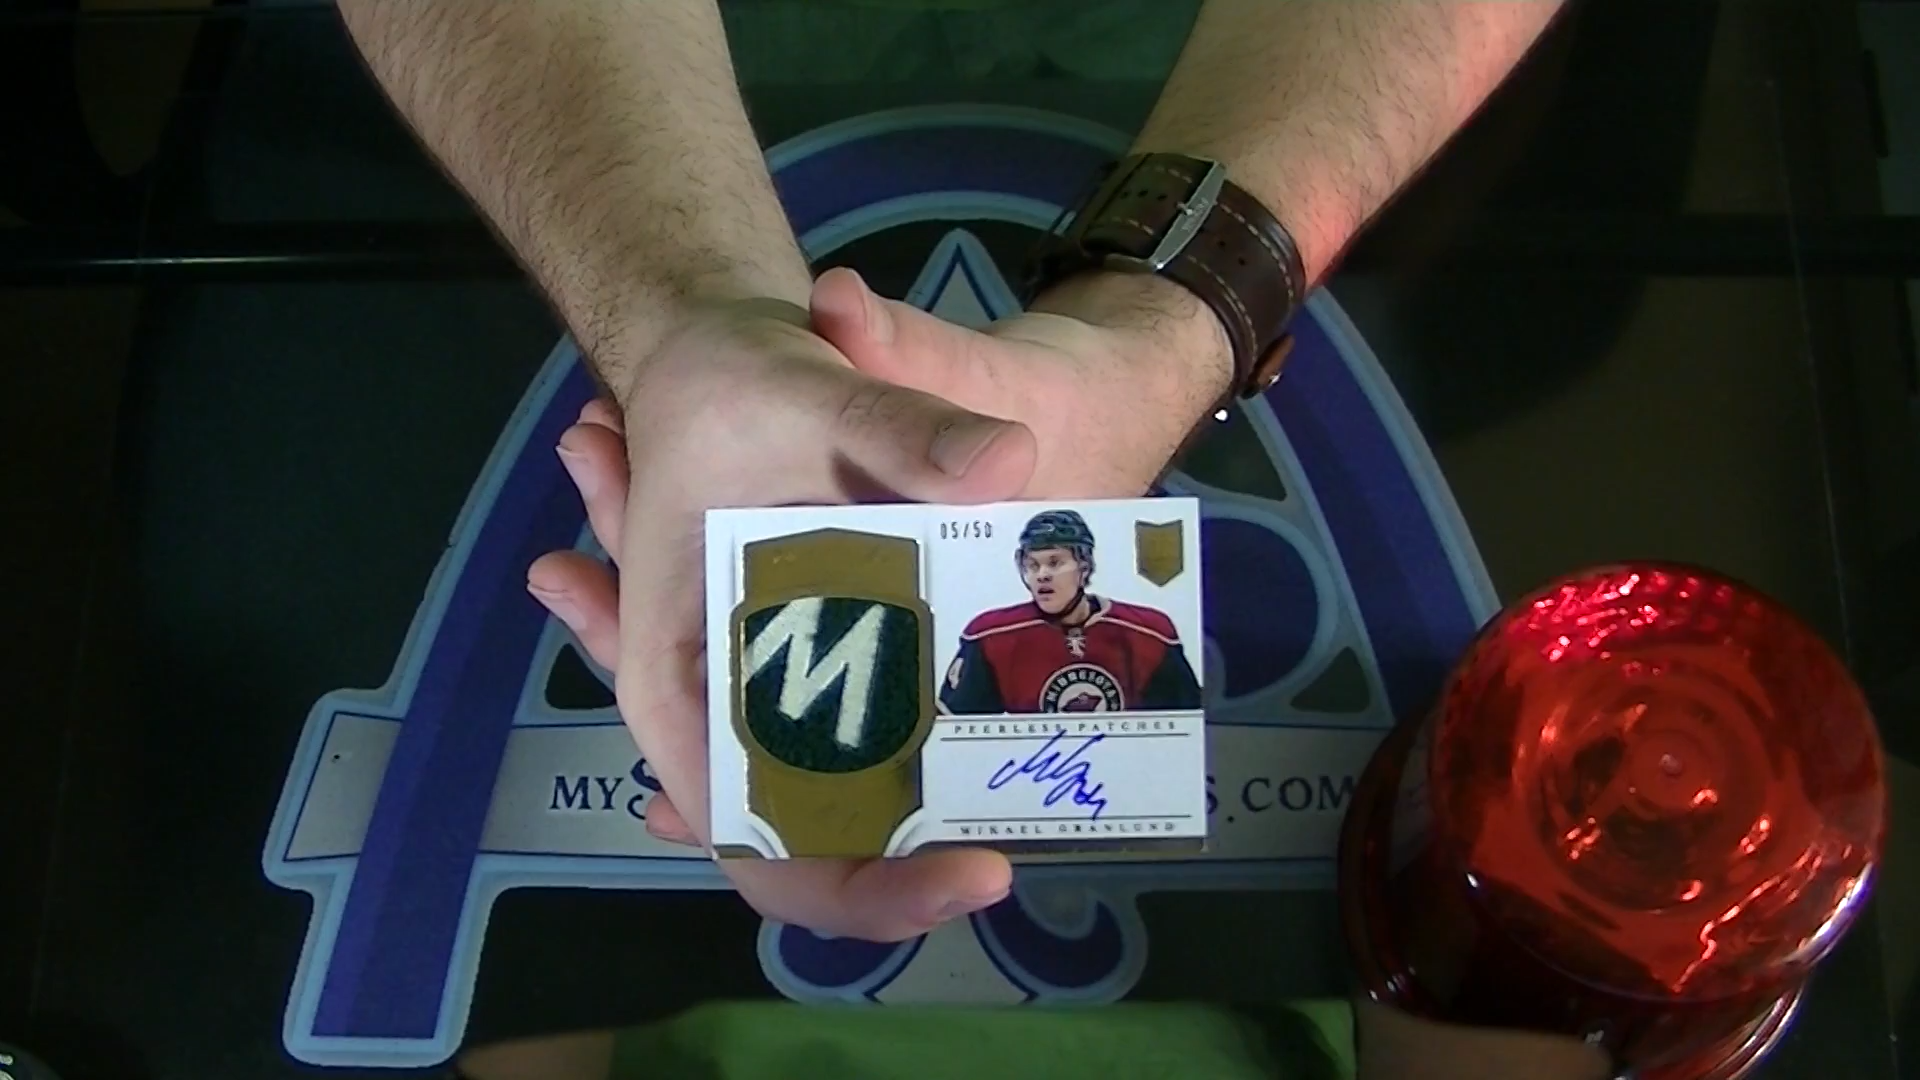 05/50
M
MINNESOTA
PEERLESS PATCHES
MIKAEL GRANLUND
MY S S.COM